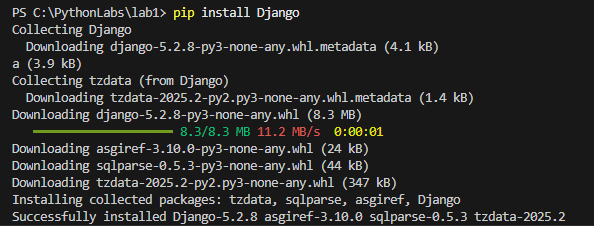 PS C:\PythonLabs\lab1> pip install Django
Collecting Django
  Downloading django-5.2.8-py3-none-any.whl.metadata (4.1 kB)
a (3.9 kB)
Collecting tzdata (from Django)
  Downloading tzdata-2025.2-py2.py3-none-any.whl.metadata (1.4 kB)
Downloading django-5.2.8-py3-none-any.whl (8.3 MB)
8.3/8.3 MB 11.2 MB/s  0:00:01
Downloading asgiref-3.10.0-py3-none-any.whl (24 kB)
Downloading sqlparse-0.5.3-py3-none-any.whl (44 kB)
Downloading tzdata-2025.2-py2.py3-none-any.whl (347 kB)
Installing collected packages: tzdata, sqlparse, asgiref, Django
Successfully installed Django-5.2.8 asgiref-3.10.0 sqlparse-0.5.3 tzdata-2025.2